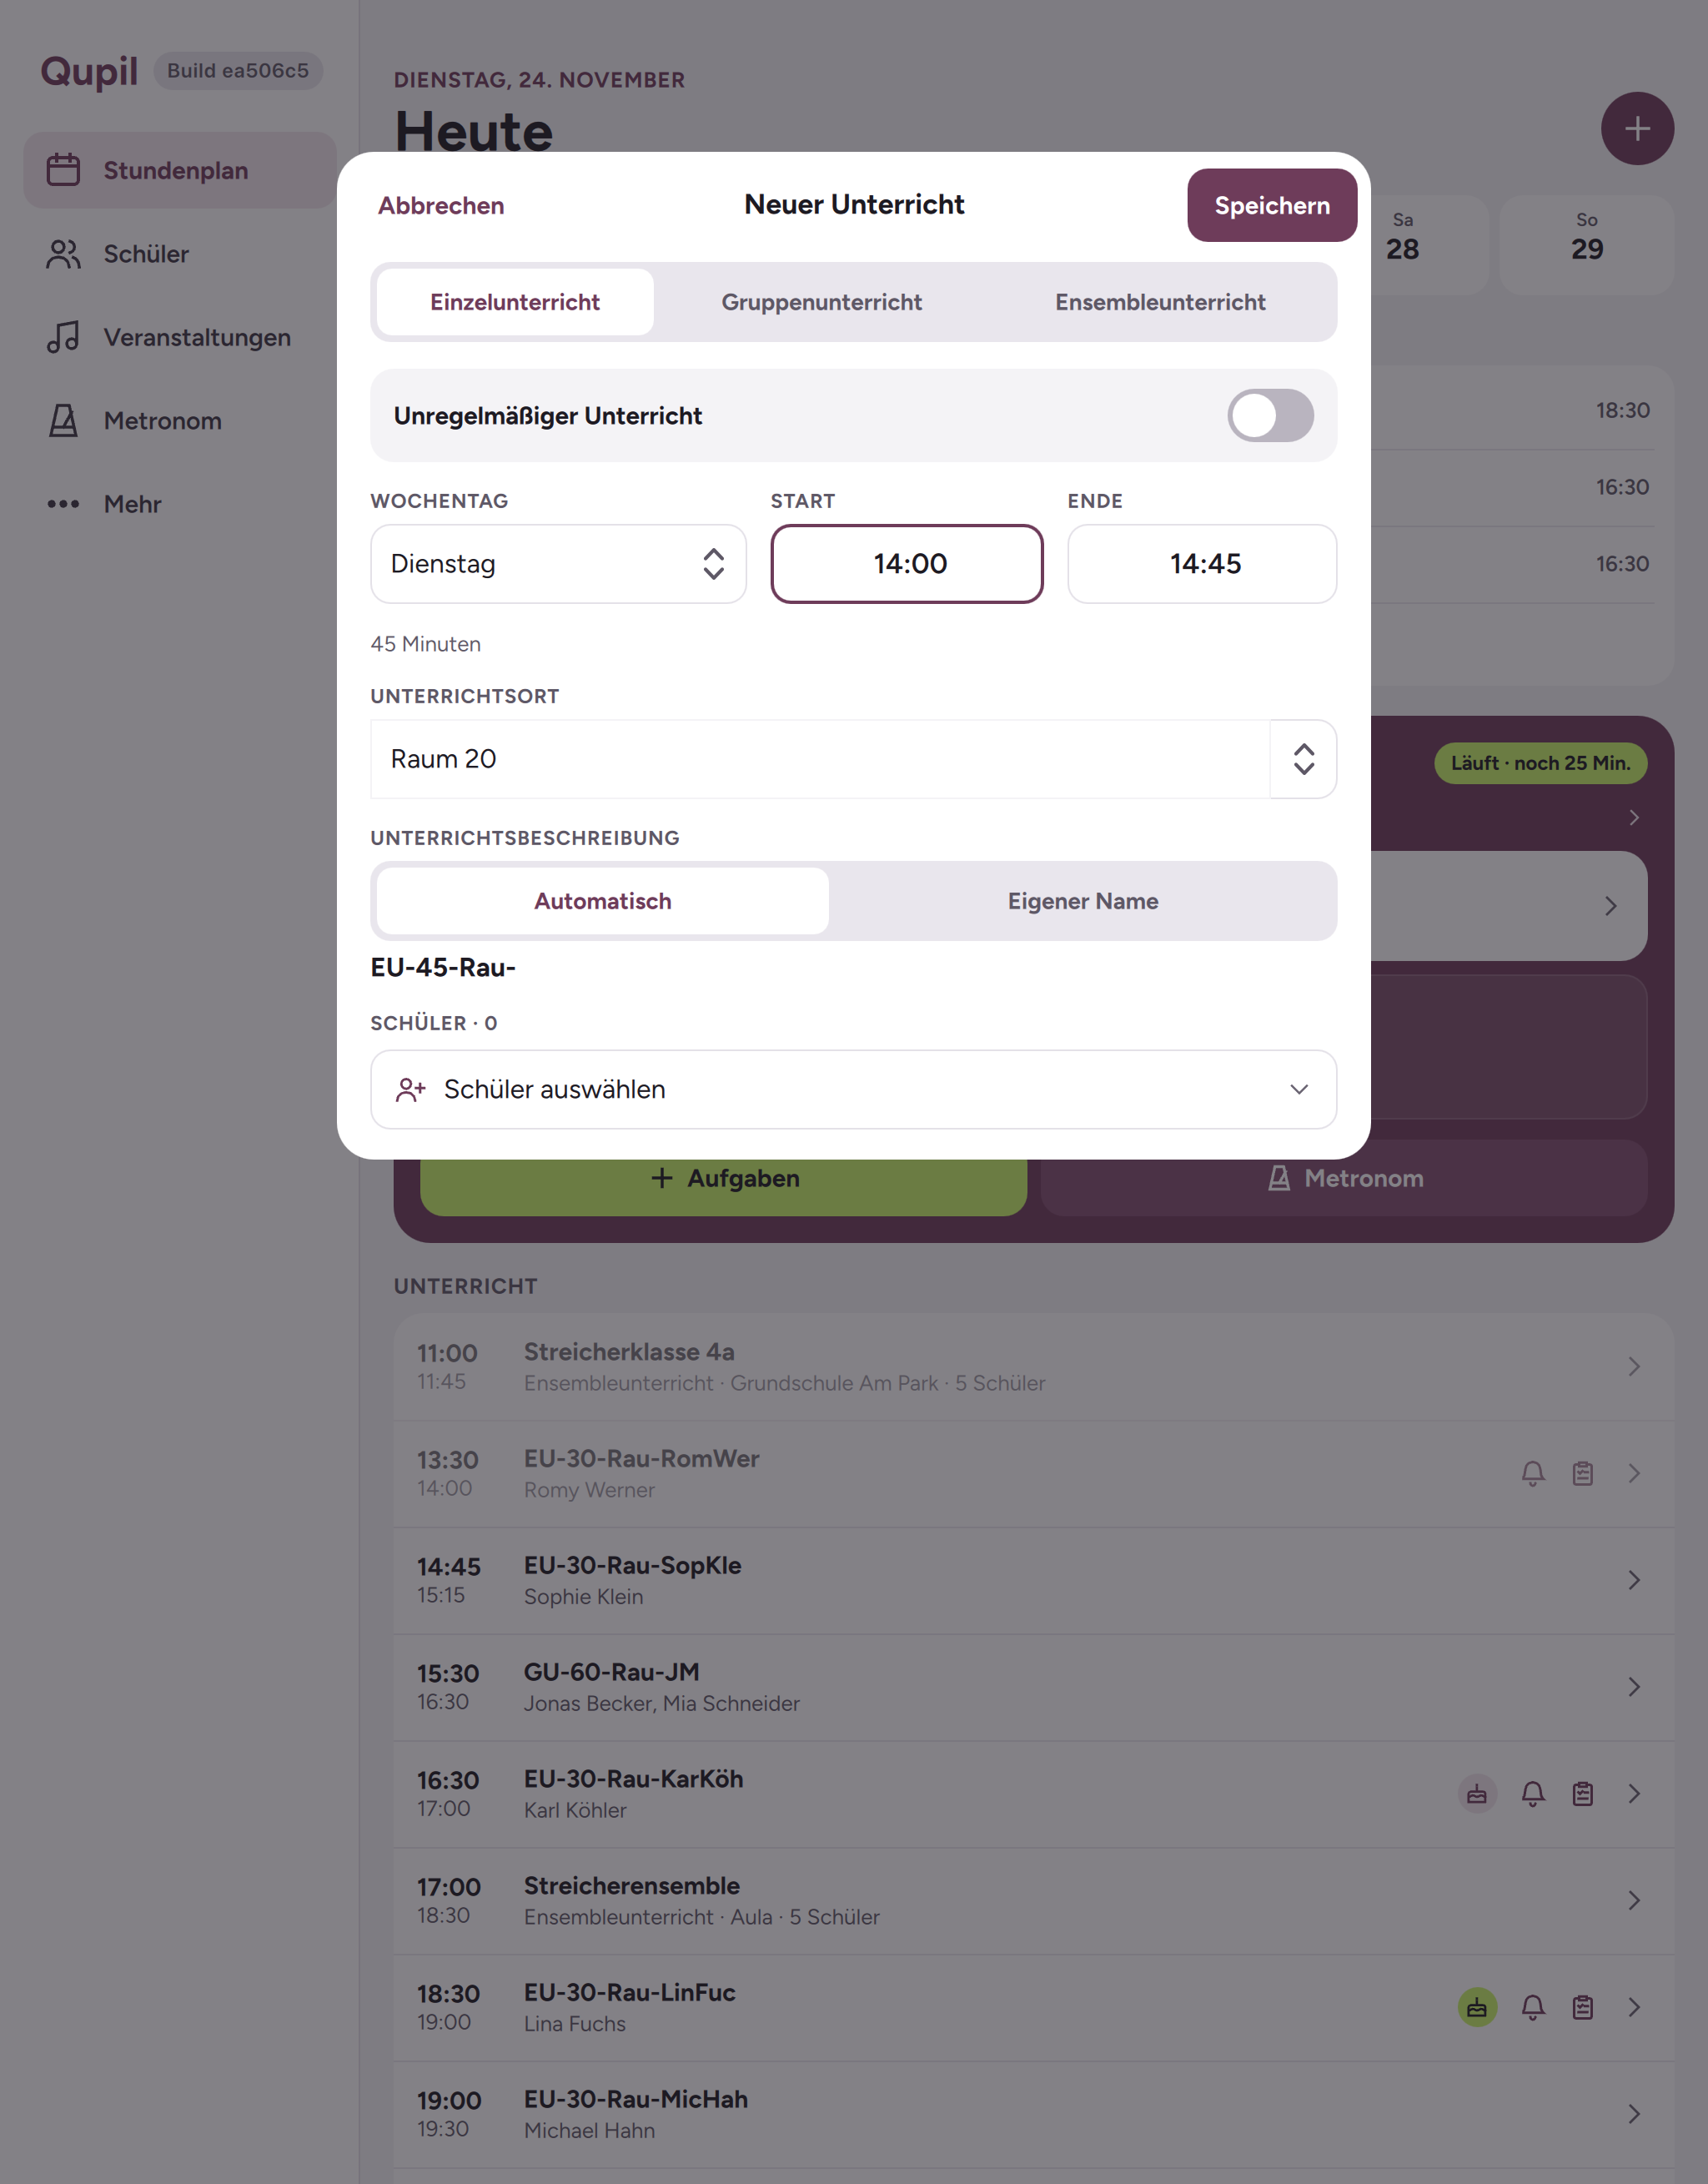 Qupil
Build ea506c5
Stundenplan
Schüler
Veranstaltungen
Metronom
Mehr
DIENSTAG, 24. NOVEMBER
Heute
Sa
28
So
29
Abbrechen
Neuer Unterricht
Speichern
Einzelunterricht
Gruppenunterricht
Ensembleunterricht
Unregelmäßiger Unterricht
WOCHENTAG
START
ENDE
Dienstag
14:00
14:45
45 Minuten
UNTERRICHTSORT
Raum 20
UNTERRICHTSBESCHREIBUNG
Automatisch
Eigener Name
EU-45-Rau-
SCHÜLER · 0
Schüler auswählen
18:30
16:30
16:30
Läuft · noch 25 Min.
Aufgaben
Metronom
UNTERRICHT
11:00
11:45
Streicherklasse 4a
Ensembleunterricht · Grundschule Am Park · 5 Schüler
13:30
14:00
EU-30-Rau-RomWer
Romy Werner
14:45
15:15
EU-30-Rau-SopKle
Sophie Klein
15:30
16:30
GU-60-Rau-JM
Jonas Becker, Mia Schneider
16:30
17:00
EU-30-Rau-KarKöh
Karl Köhler
17:00
18:30
Streicherensemble
Ensembleunterricht · Aula · 5 Schüler
18:30
19:00
EU-30-Rau-LinFuc
Lina Fuchs
19:00
19:30
EU-30-Rau-MicHah
Michael Hahn